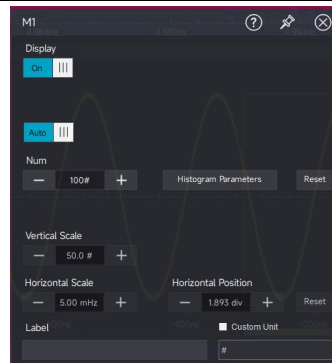 M1
Display
On
Auto
Num
100#
Histogram Parameters
Reset
Vertical Scale
50.0 #
Horizontal Scale
Horizontal Position
5.00 mHz
1.893 div
Reset
Label
Custom Unit
#